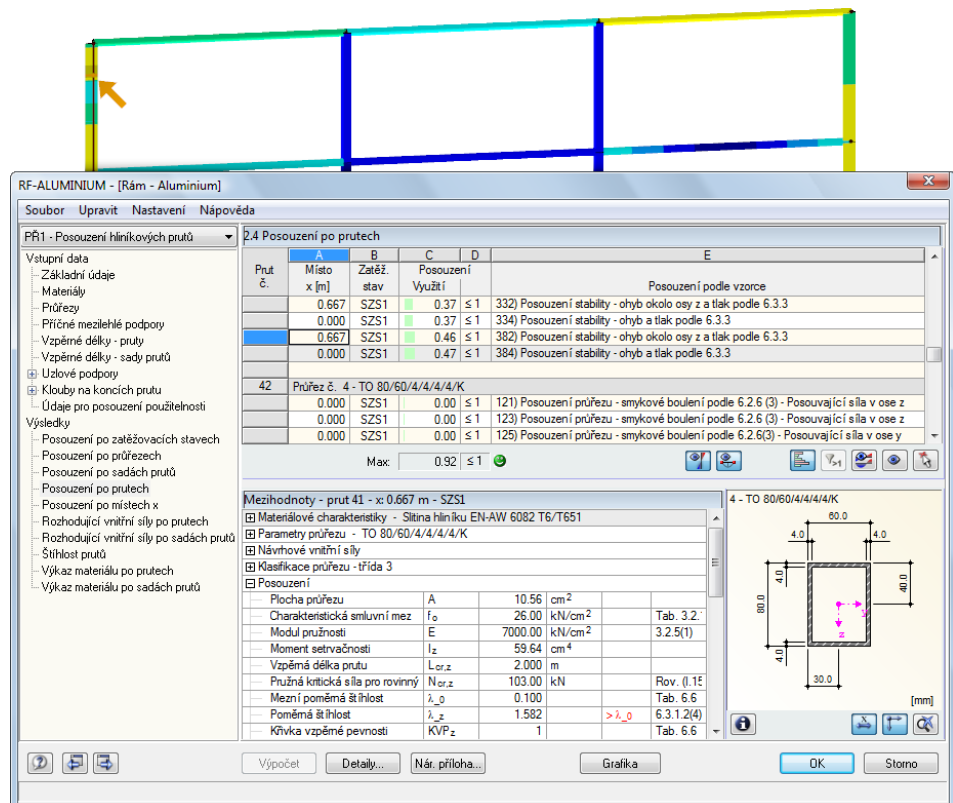 RF-ALUMINIUM - [Rám - Aluminium]
Soubor Upravit Nastavení Nápověda
PŘ1 - Posouzení hliníkových prutů
Vstupní data
Základní údaje
Materiály
Průřezy
Příčné mezilehlé podpory
Vzpěrné délky - pruty
Vzpěrné délky - sady prutů
Uzlové podpory
Klouby na koncích prutu
Údaje pro posouzení použitelnosti
Výsledky
Posouzení po zatěžovacích stavech
Posouzení po průřezech
Posouzení po sadách prutů
Posouzení po prutech
Posouzení po místech x
Rozhodující vnitřní síly po prutech
Rozhodující vnitřní síly po sadách prutů
Štíhlost prutů
Výkaz materiálu po prutech
Výkaz materiálu po sadách prutů
2.4 Posouzení po prutech
A B C D E
Prut Místo Zatěž. Posouzení
č. x [m] stav Využití Posouzení podle vzorce
0.667 SZS1 0.37 ≤ 1 332) Posouzení stability - ohyb okolo osy z a tlak podle 6.3.3
0.000 SZS1 0.37 ≤ 1 334) Posouzení stability - ohyb a tlak podle 6.3.3
0.667 SZS1 0.46 ≤ 1 382) Posouzení stability - ohyb okolo osy z a tlak podle 6.3.3
0.000 SZS1 0.47 ≤ 1 384) Posouzení stability - ohyb a tlak podle 6.3.3
42 Průřez č. 4 - TO 80/60/4/4/4/4/K
0.000 SZS1 0.00 ≤ 1 121) Posouzení průřezu - smykové boulení podle 6.2.6 (3) - Posouvající síla v ose z
0.000 SZS1 0.00 ≤ 1 123) Posouzení průřezu - smykové boulení podle 6.2.6 (3) - Posouvající síla v ose z
0.000 SZS1 0.00 ≤ 1 125) Posouzení průřezu - smykové boulení podle 6.2.6(3) - Posouvající síla v ose y
Max: 0.92 ≤ 1
Mezihodnoty - prut 41 - x: 0.667 m - SZS1
Materiálové charakteristiky - Slitina hliníku EN-AW 6082 T6/T651
Parametry průřezu - TO 80/60/4/4/4/4/K
Návrhové vnitřní síly
Klasifikace průřezu - třída 3
Posouzení
Plocha průřezu A 10.56 cm²
Charakteristická smluvní mez f o 26.00 kN/cm² Tab. 3.2.
Modul pružnosti E 7000.00 kN/cm² 3.2.5(1)
Moment setrvačnosti I z 59.64 cm⁴
Vzpěrná délka prutu L cr,z 2.000 m
Pružná kritická síla pro rovinný N cr,z 103.00 kN Rov. (I.15
Mezní poměrná štíhlost λ_0 0.100 Tab. 6.6
Poměrná štíhlost λ_z 1.582 > λ_0 6.3.1.2(4)
Křivka vzpěrné pevnosti KVP z 1 Tab. 6.6
4 - TO 80/60/4/4/4/4/K
60.0
4.0 4.0
4.0
80.0
40.0
y
z
4.0
30.0
[mm]
Výpočet Detaily... Nár. příloha... Grafika OK Storno